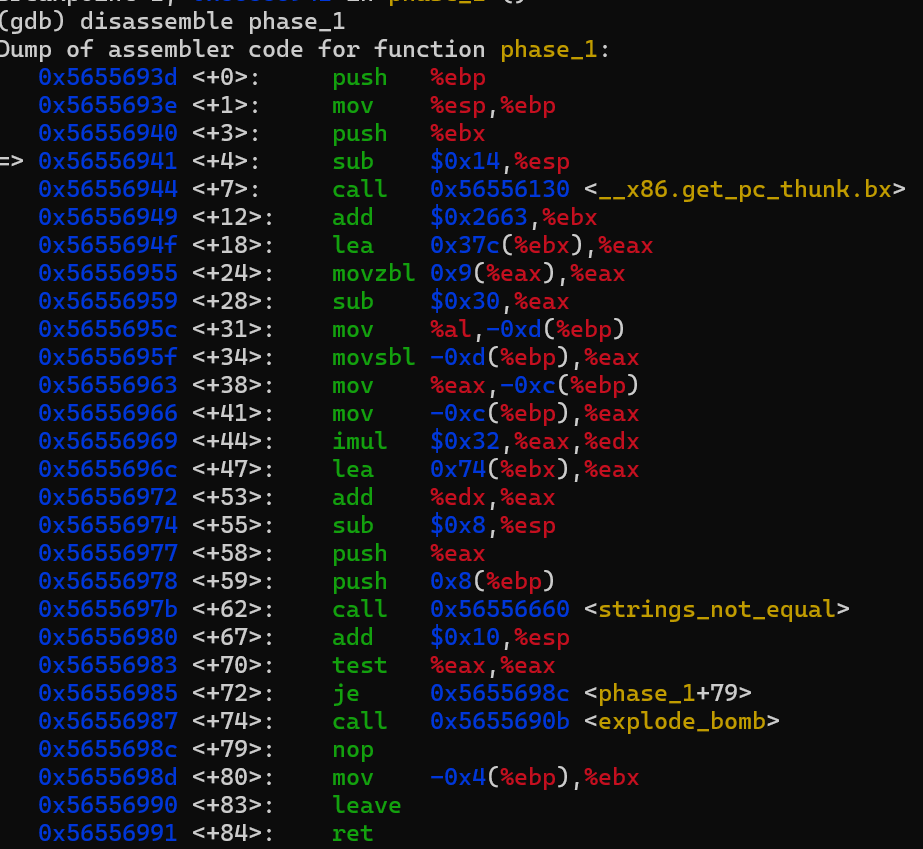 (gdb) disassemble phase_1
Dump of assembler code for function phase_1:
0x5655693d <+0>: push %ebp
0x5655693e <+1>: mov %esp,%ebp
0x56556940 <+3>: push %ebx
=> 0x56556941 <+4>: sub $0x14,%esp
0x56556944 <+7>: call 0x56556130 <__x86.get_pc_thunk.bx>
0x56556949 <+12>: add $0x2663,%ebx
0x5655694f <+18>: lea 0x37c(%ebx),%eax
0x56556955 <+24>: movzbl 0x9(%eax),%eax
0x56556959 <+28>: sub $0x30,%eax
0x5655695c <+31>: mov %al,-0xd(%ebp)
0x5655695f <+34>: movsbl -0xd(%ebp),%eax
0x56556963 <+38>: mov %eax,-0xc(%ebp)
0x56556966 <+41>: mov -0xc(%ebp),%eax
0x56556969 <+44>: imul $0x32,%eax,%edx
0x5655696c <+47>: lea 0x74(%ebx),%eax
0x56556972 <+53>: add %edx,%eax
0x56556974 <+55>: sub $0x8,%esp
0x56556977 <+58>: push %eax
0x56556978 <+59>: push 0x8(%ebp)
0x5655697b <+62>: call 0x56556660 <strings_not_equal>
0x56556980 <+67>: add $0x10,%esp
0x56556983 <+70>: test %eax,%eax
0x56556985 <+72>: je 0x5655698c <phase_1+79>
0x56556987 <+74>: call 0x5655690b <explode_bomb>
0x5655698c <+79>: nop
0x5655698d <+80>: mov -0x4(%ebp),%ebx
0x56556990 <+83>: leave
0x56556991 <+84>: ret